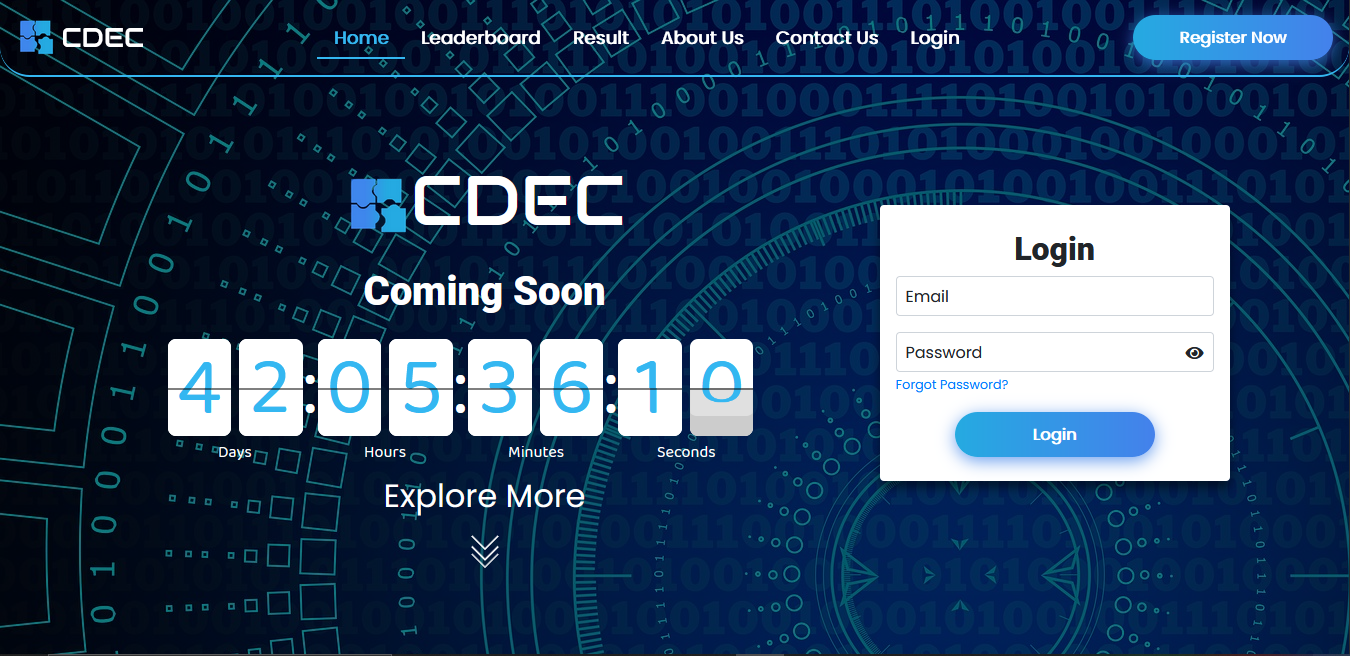 CDEC
Home Leaderboard Result About Us Contact Us Login Register Now
CDEC
Coming Soon
42:05:36:10
Days Hours Minutes Seconds
Explore More
Login
Email
Password
Forgot Password?
Login